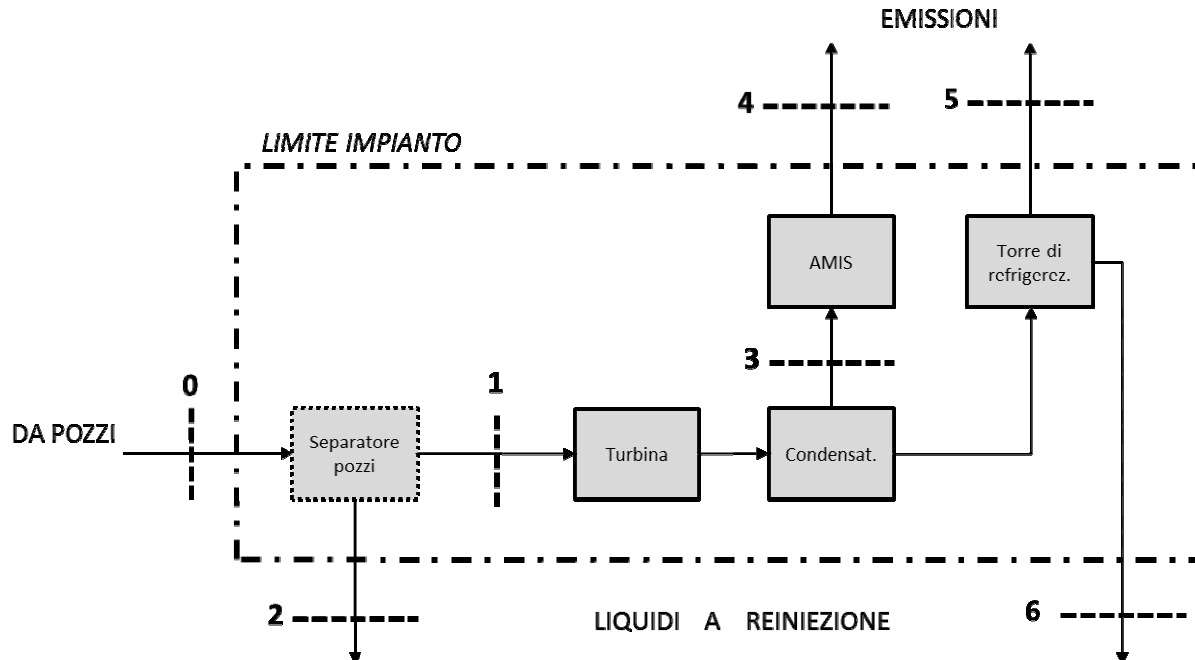 EMISSIONI
4
5
LIMITE IMPIANTO
AMIS
Torre di
refrigerez.
3
0
1
DA POZZI
Separatore
pozzi
Turbina
Condensat.
2
LIQUIDI A REINIEZIONE
6